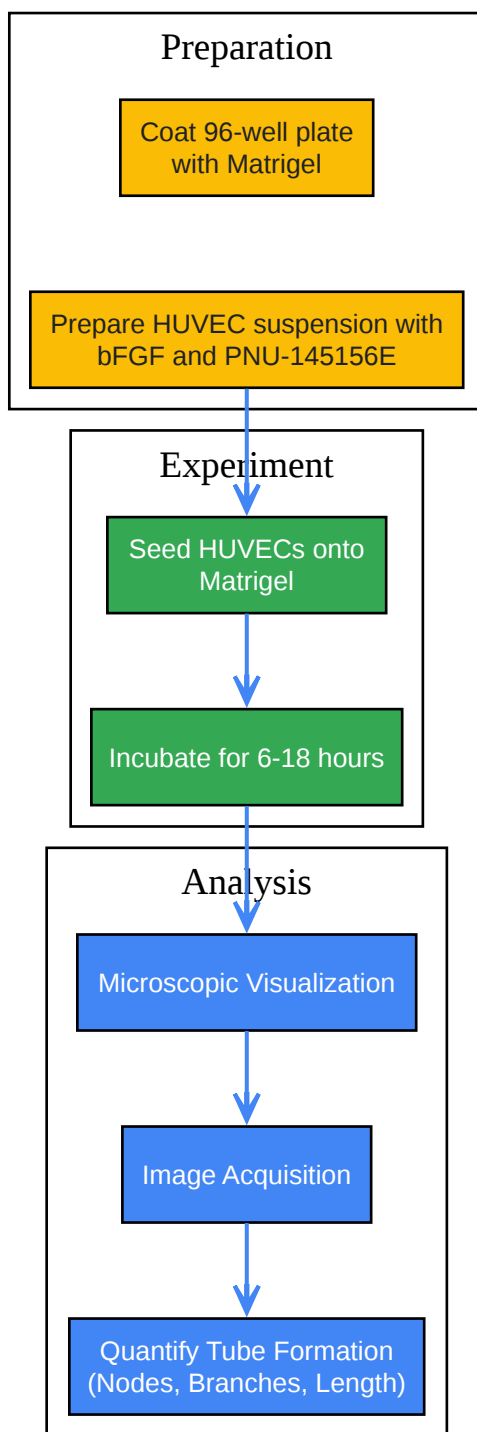 Preparation
Coat 96-well plate
with Matrigel
Prepare HUVEC suspension with
bFGF and PNU-145156E
Experiment
Seed HUVECs onto
Matrigel
Incubate for 6-18 hours
Analysis
Microscopic Visualization
Image Acquisition
Quantify Tube Formation
(Nodes, Branches, Length)